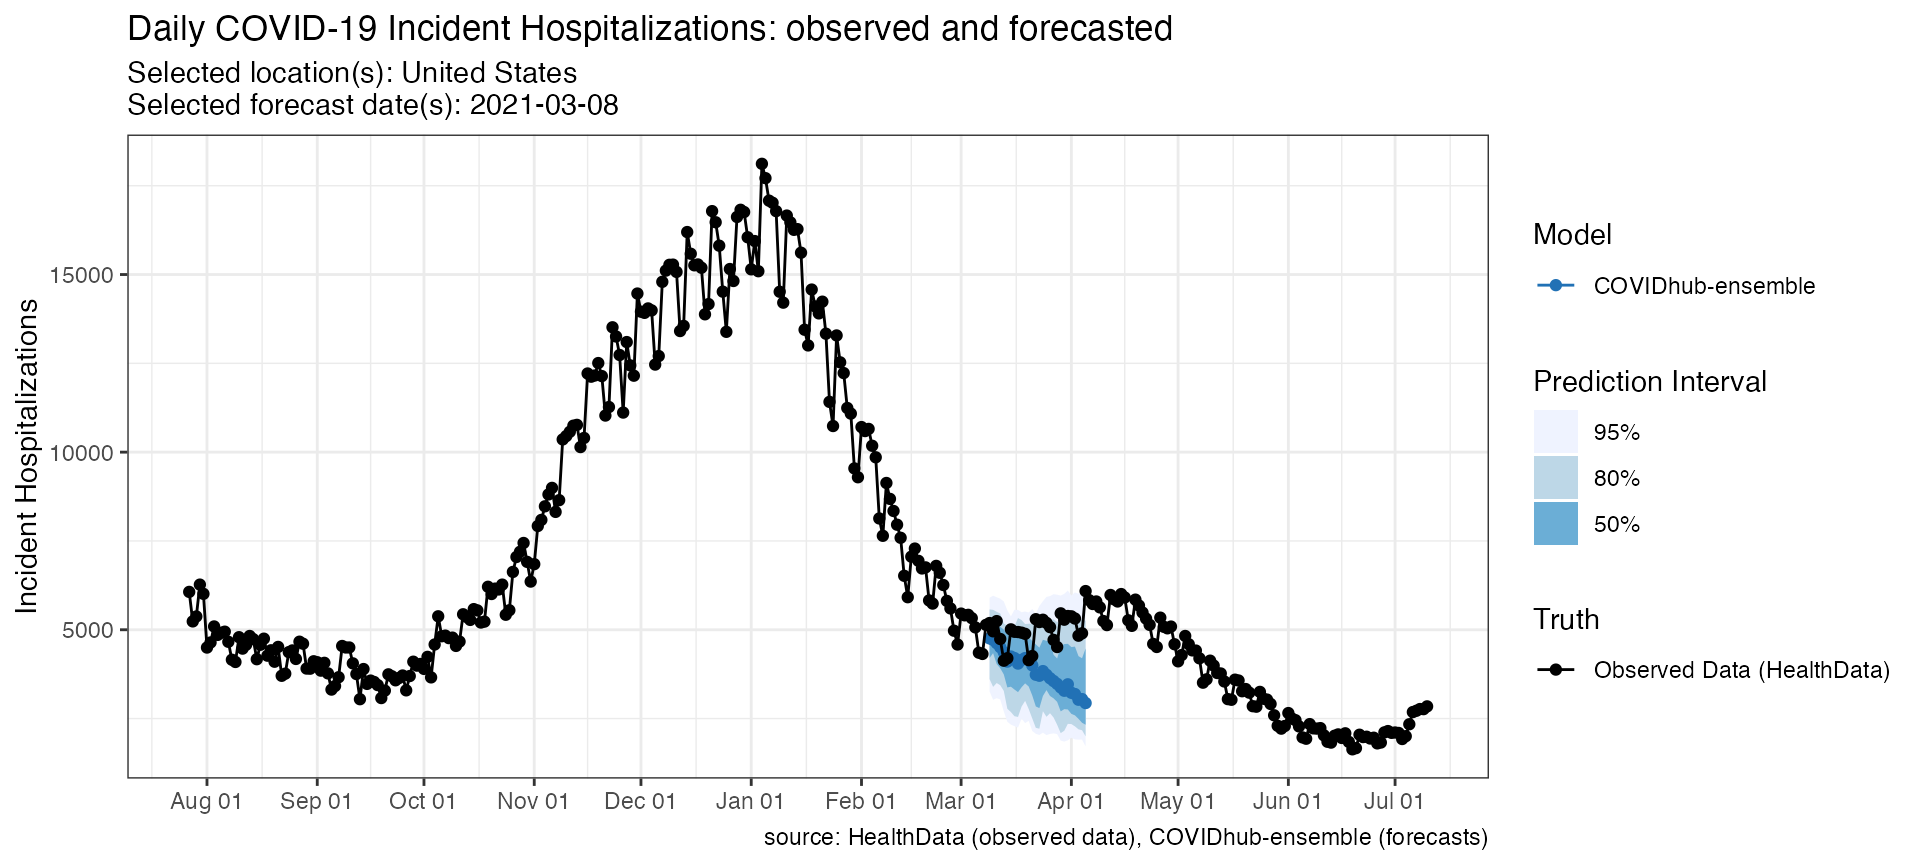 Daily COVID-19 Incident Hospitalizations: observed and forecasted
Selected location(s): United States
Selected forecast date(s): 2021-03-08
Incident Hospitalizations
15000
10000
5000
Aug 01
Sep 01
Oct 01
Nov 01
Dec 01
Jan 01
Feb 01
Mar 01
Apr 01
May 01
Jun 01
Jul 01
source: HealthData (observed data), COVIDhub-ensemble (forecasts)
Model
COVIDhub-ensemble
Prediction Interval
95%
80%
50%
Truth
Observed Data (HealthData)